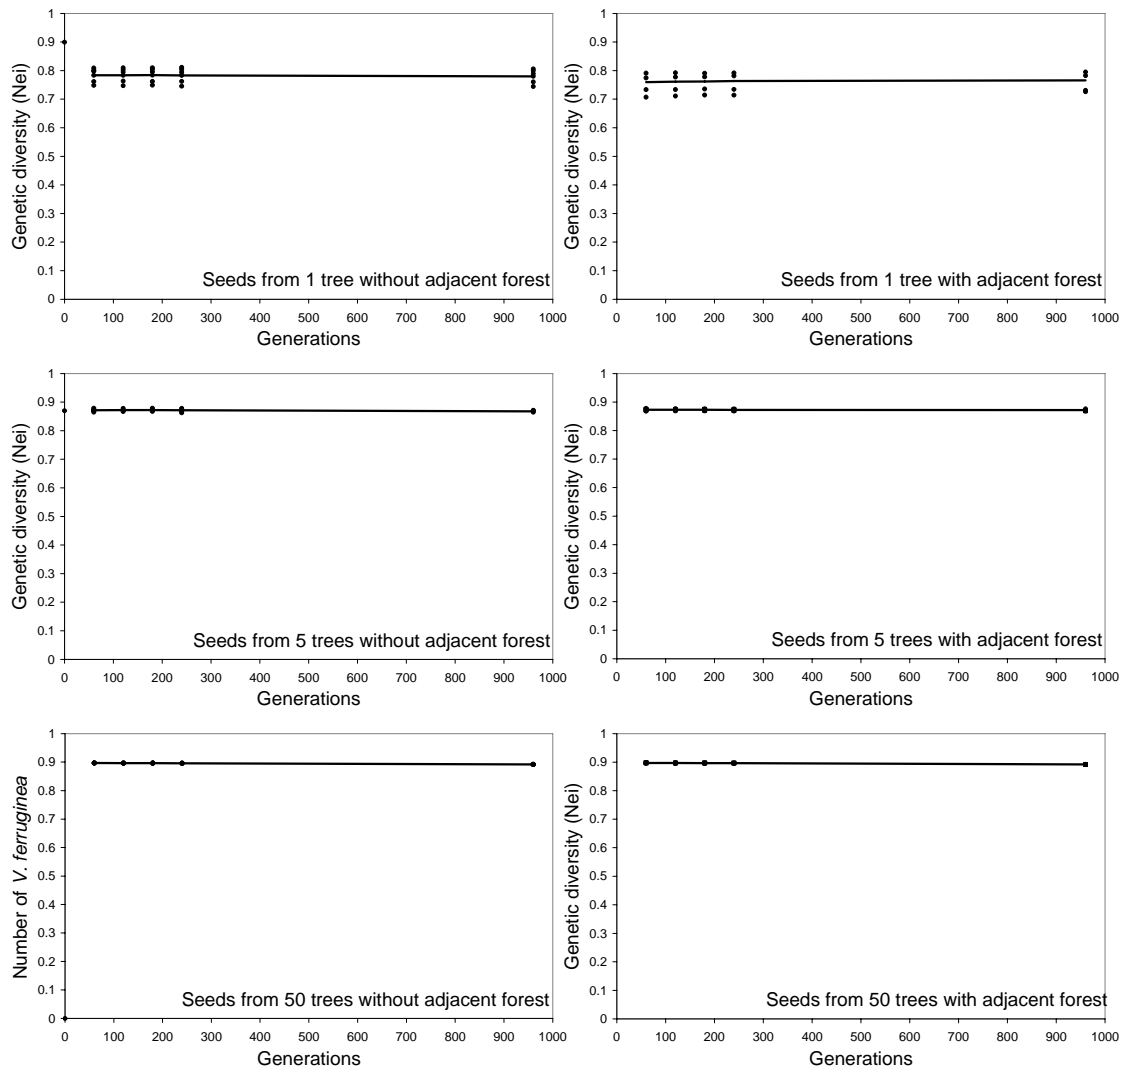 1
0.9
0.8
0.7
0.6
0.5
0.4
0.3
0.2
0.1
0
Genetic diversity (Nei)
Seeds from 1 tree without adjacent forest
0 100 200 300 400 500 600 700 800 900 1000
Generations
1
0.9
0.8
0.7
0.6
0.5
0.4
0.3
0.2
0.1
0
Genetic diversity (Nei)
Seeds from 1 tree with adjacent forest
0 100 200 300 400 500 600 700 800 900 1000
Generations
1
0.9
0.8
0.7
0.6
0.5
0.4
0.3
0.2
0.1
0
Genetic diversity (Nei)
Seeds from 5 trees without adjacent forest
0 100 200 300 400 500 600 700 800 900 1000
Generations
1
0.9
0.8
0.7
0.6
0.5
0.4
0.3
0.2
0.1
0
Genetic diversity (Nei)
Seeds from 5 trees with adjacent forest
0 100 200 300 400 500 600 700 800 900 1000
Generations
1
0.9
0.8
0.7
0.6
0.5
0.4
0.3
0.2
0.1
0
Number of V. ferruginea
Seeds from 50 trees without adjacent forest
0 100 200 300 400 500 600 700 800 900 1000
Generations
1
0.9
0.8
0.7
0.6
0.5
0.4
0.3
0.2
0.1
0
Genetic diversity (Nei)
Seeds from 50 trees with adjacent forest
0 100 200 300 400 500 600 700 800 900 1000
Generations